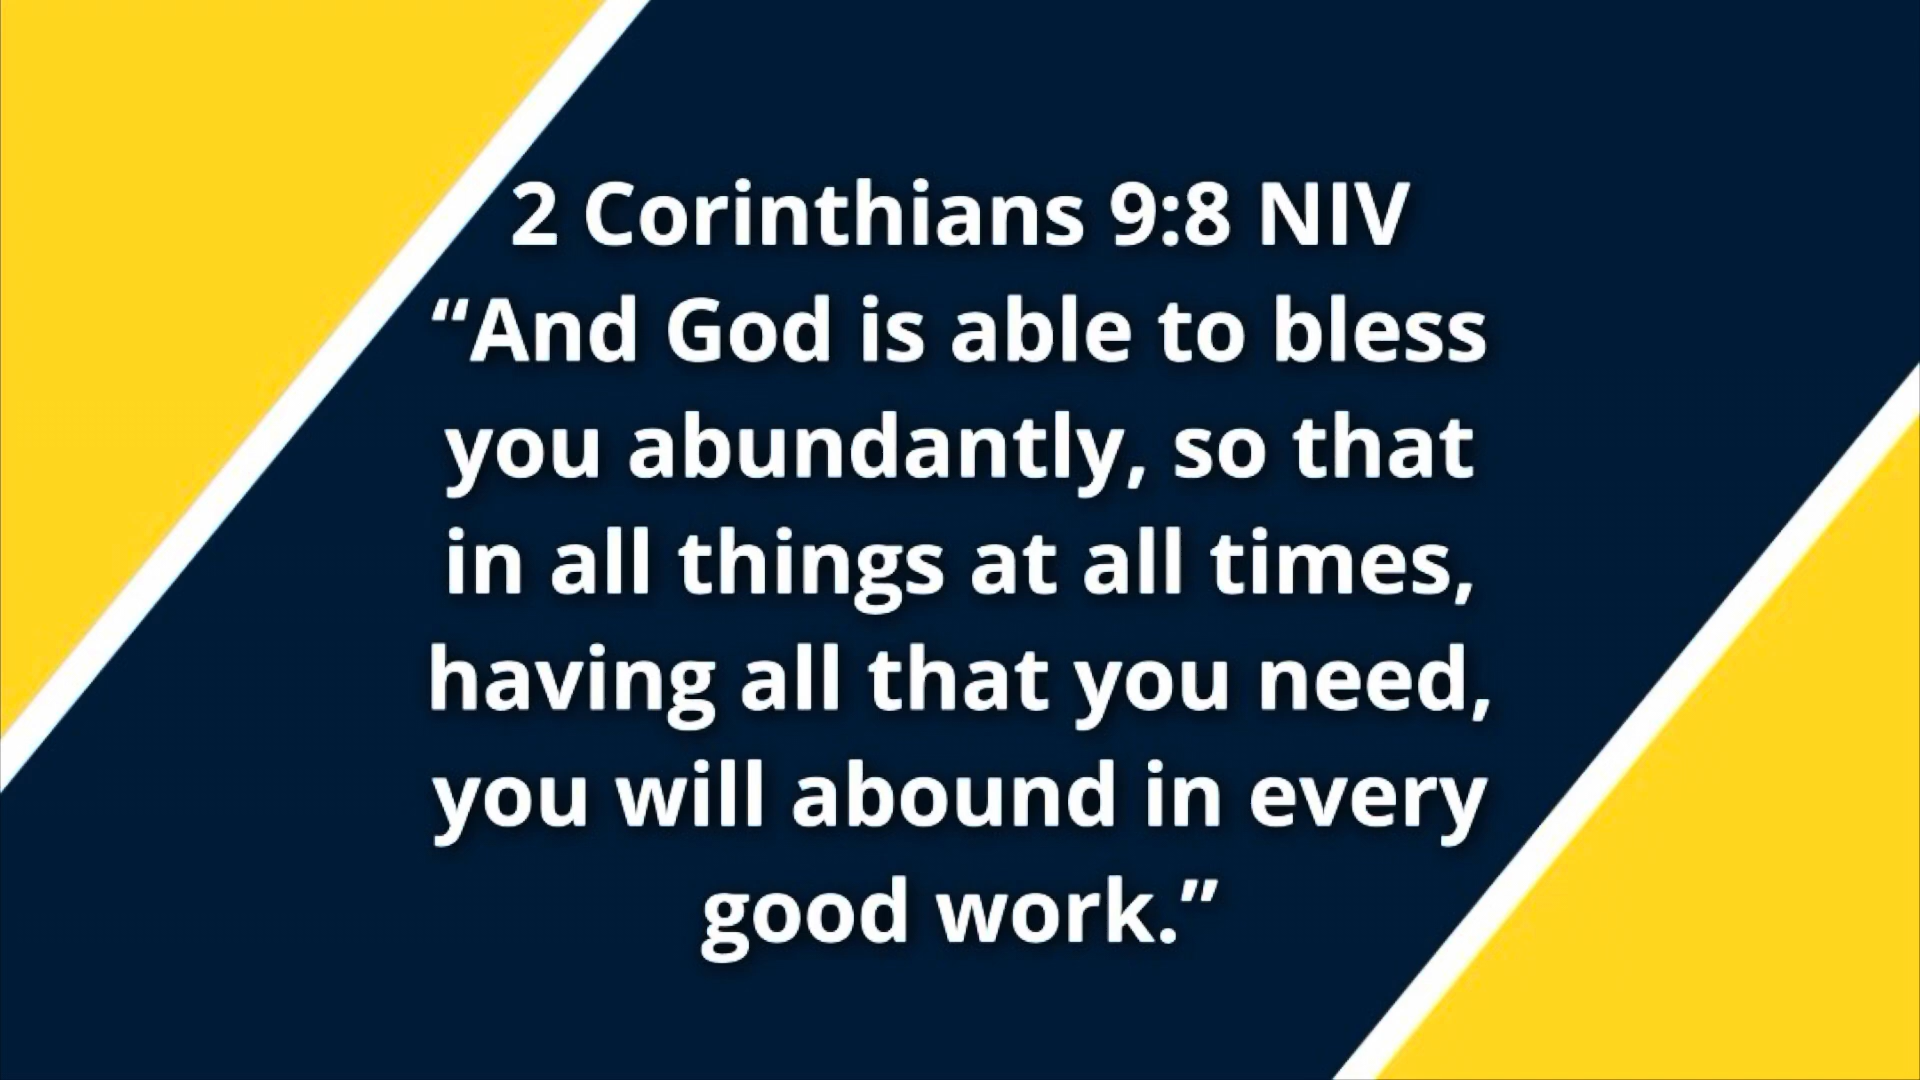 2 Corinthians 9:8 NIV
“And God is able to bless
you abundantly, so that
in all things at all times,
having all that you need,
you will abound in every
good work.”